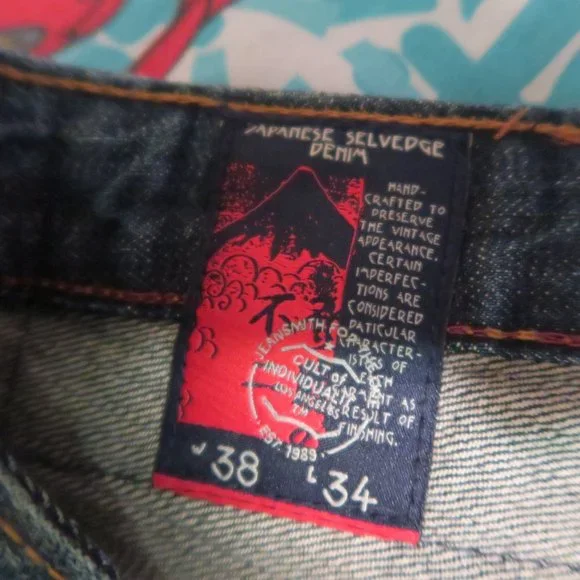 JAPANESE SELVEDGE
DENIM
HAND-
CRAFTED TO
PRESERVE
THE VINTAGE
APPEARANCE.
CERTAIN
IMPERFEC-
TIONS ARE
CONSIDERED
PATICULAR
CHARACTER-
ISTICS OF
EACH
GARMENT AS
RESULT OF
FINISHING.
JEANSMITH FOR
CULT OF
INDIVIDUALITY
LOS ANGELES
TM
EST. 1989
W 38 L 34